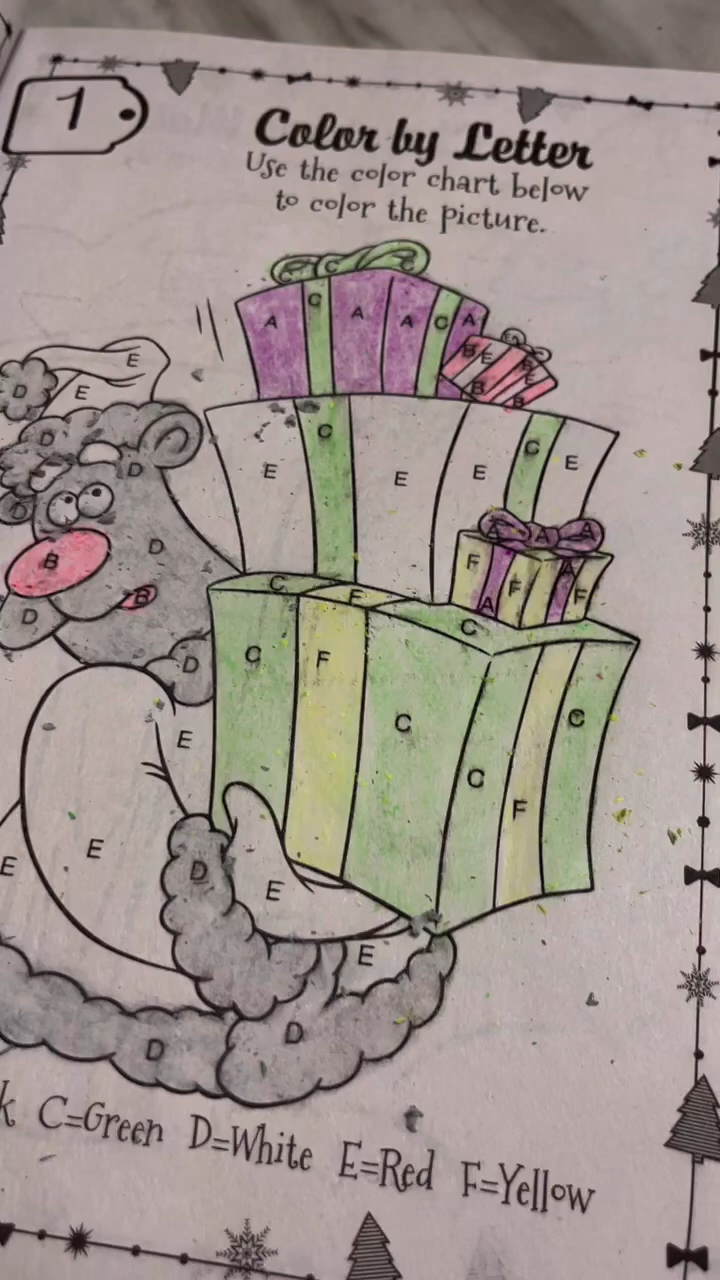 1
Color by Letter
Use the color chart below
to color the picture.
C C C
A C A A C A
B E B E B B
E
E
D
D
D
E C E E C E
D
B
B
D
D
A A A
F A F A F
C F C
C F C C F C
E
E
E
D
E
E
D
D
k C=Green D=White E=Red F=Yellow